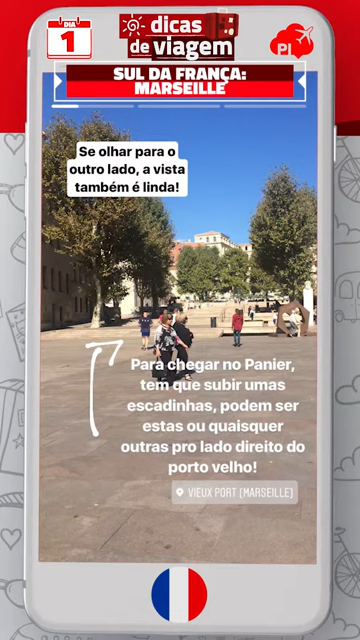 DIA
1
dicas
de viagem
PI
SUL DA FRANÇA:
MARSEILLE
Se olhar para o
outro lado, a vista
também é linda!
Para chegar no Panier,
tem que subir umas
escadinhas, podem ser
estas ou quaisquer
outras pro lado direito do
porto velho!
VIEUX PORT (MARSEILLE)